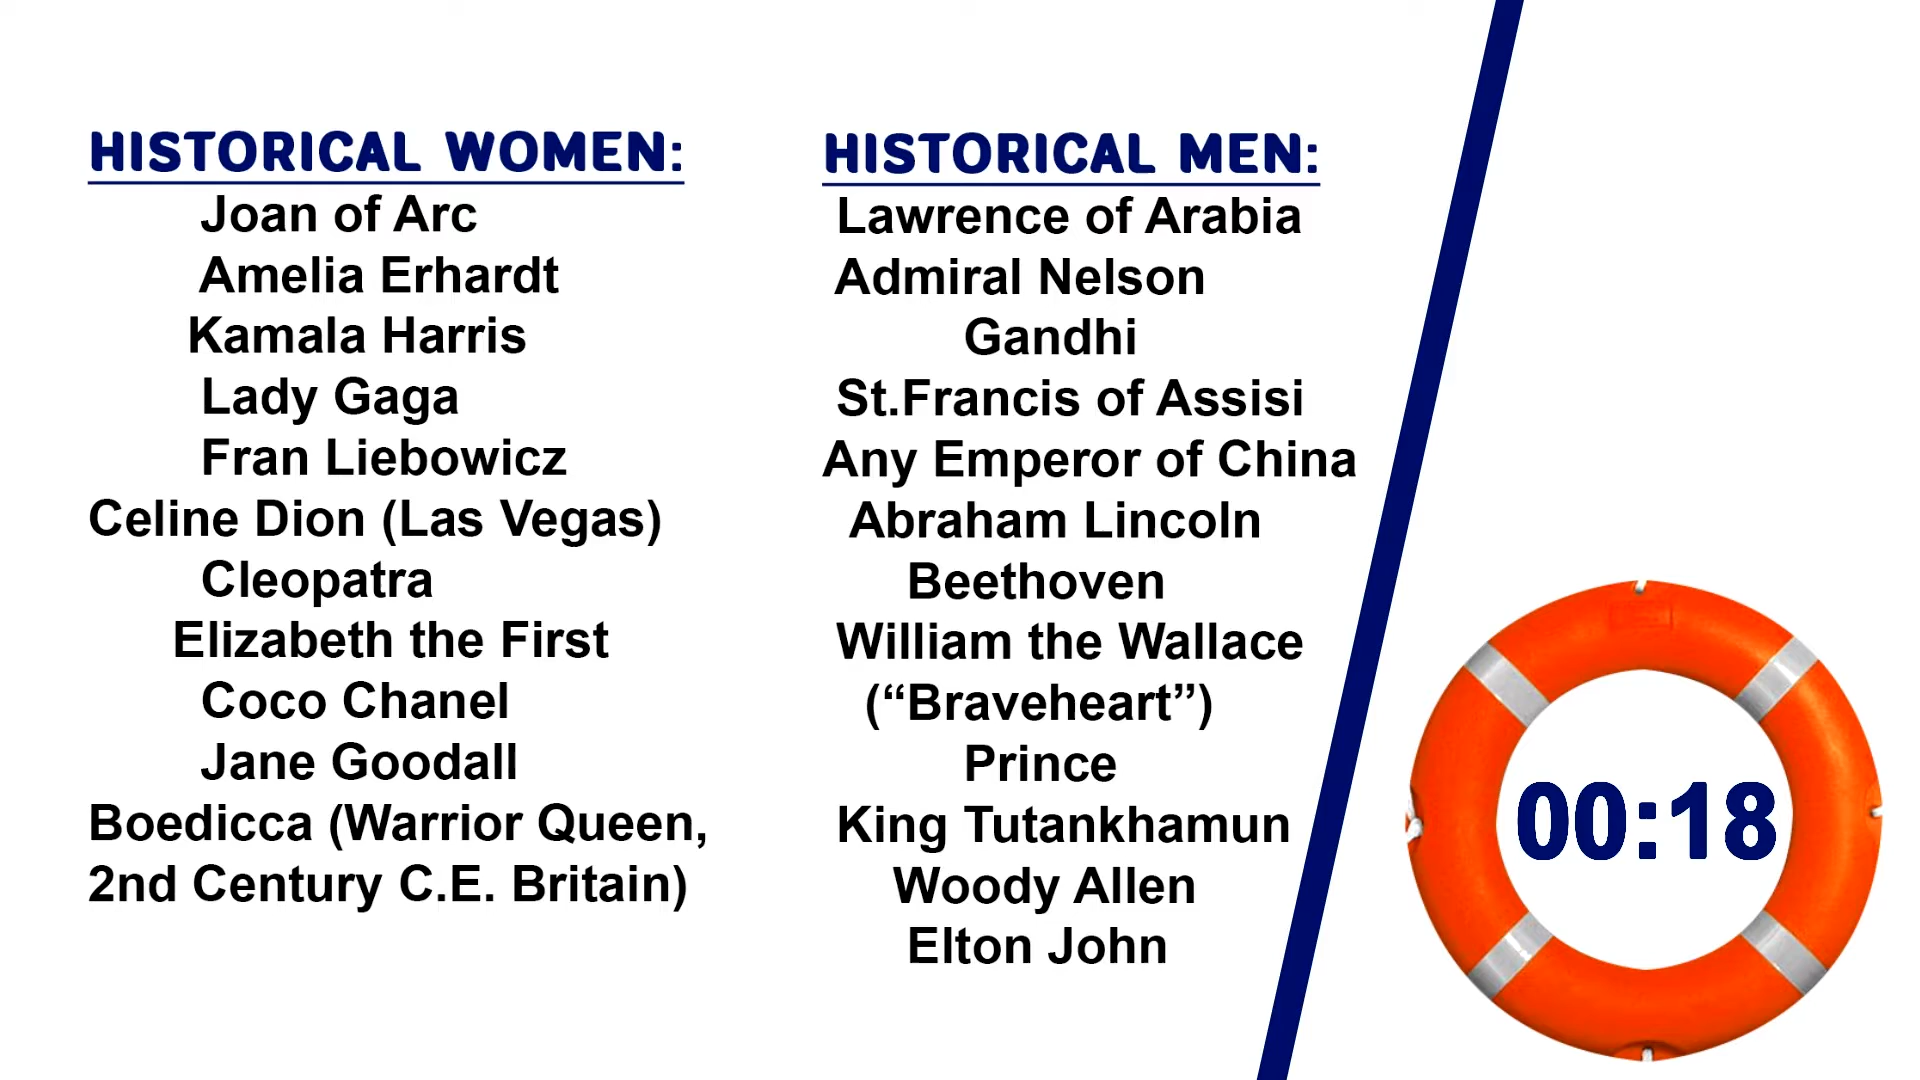 HISTORICAL WOMEN:
Joan of Arc
Amelia Erhardt
Kamala Harris
Lady Gaga
Fran Liebowicz
Celine Dion (Las Vegas)
Cleopatra
Elizabeth the First
Coco Chanel
Jane Goodall
Boedicca (Warrior Queen,
2nd Century C.E. Britain)
HISTORICAL MEN:
Lawrence of Arabia
Admiral Nelson
Gandhi
St.Francis of Assisi
Any Emperor of China
Abraham Lincoln
Beethoven
William the Wallace
(“Braveheart”)
Prince
King Tutankhamun
Woody Allen
Elton John
00:18